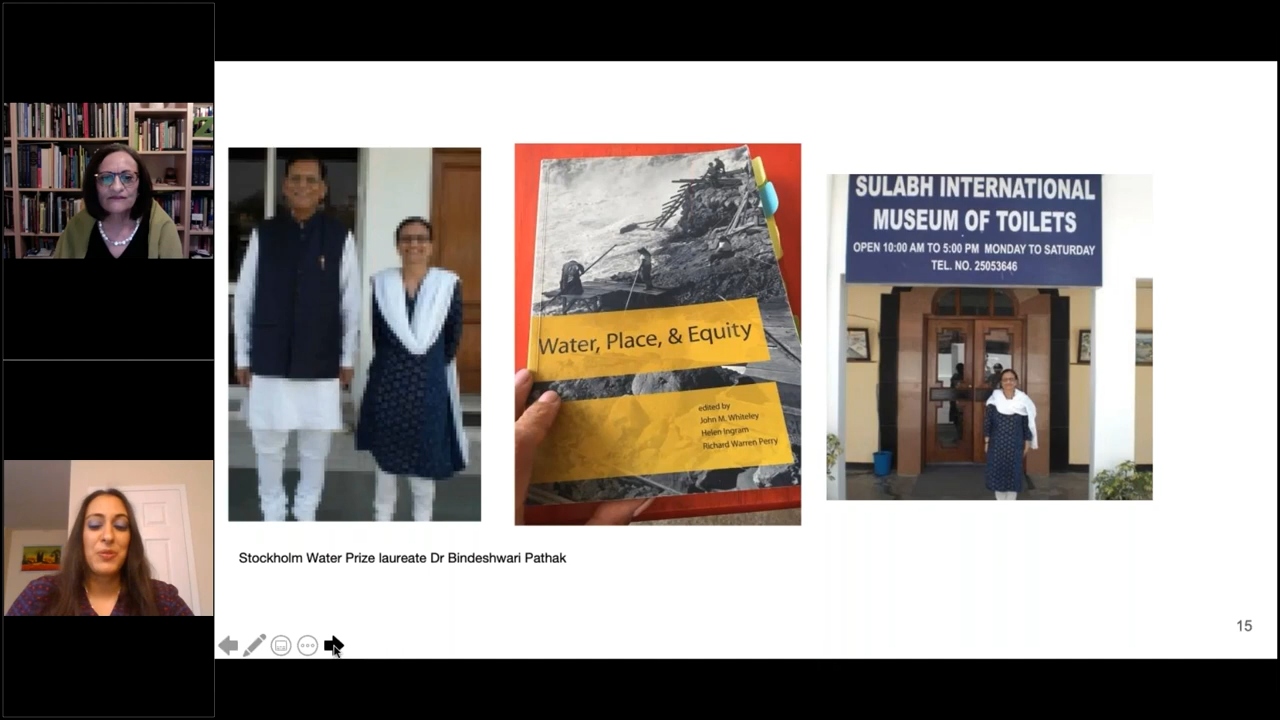 Water, Place, & Equity
edited by
John M. Whiteley
Helen Ingram
Richard Warren Perry
SULABH INTERNATIONAL
MUSEUM OF TOILETS
OPEN 10:00 AM TO 5:00 PM MONDAY TO SATURDAY
TEL. NO. 25053646
Stockholm Water Prize laureate Dr Bindeshwari Pathak
15